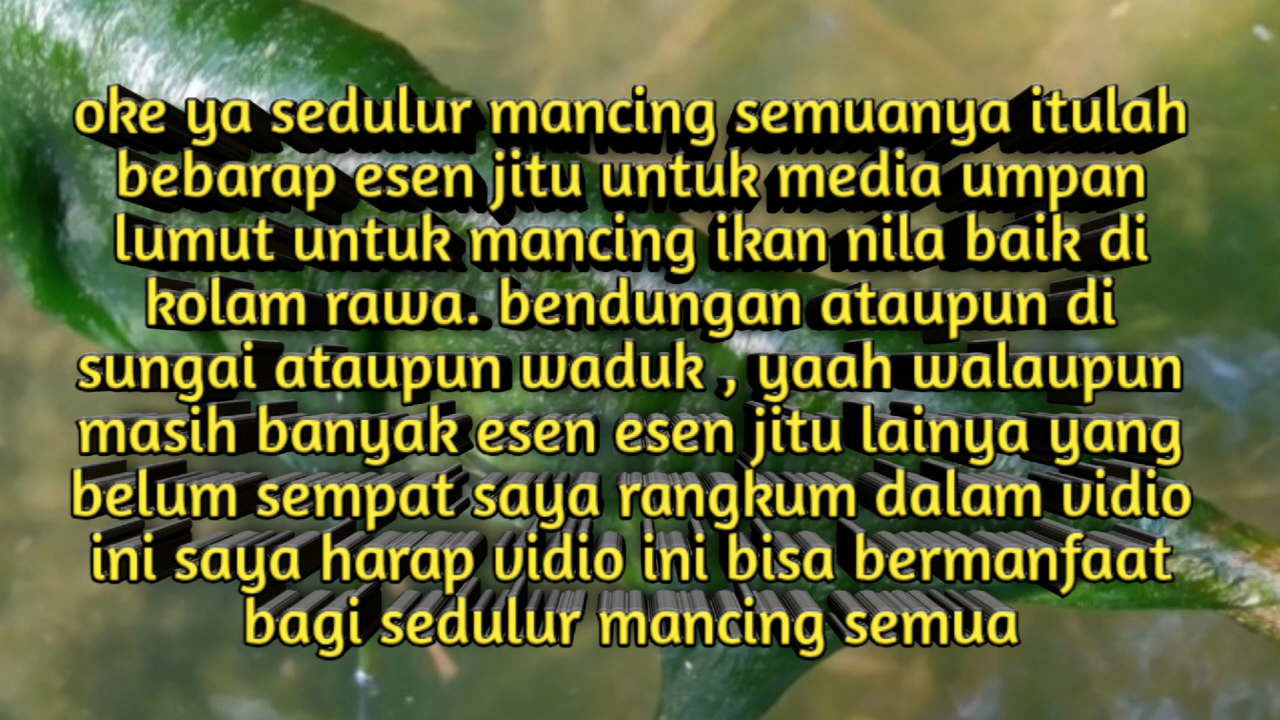 oke ya sedulur mancing semuanya itulah
bebarap esen jitu untuk media umpan
lumut untuk mancing ikan nila baik di
kolam rawa. bendungan ataupun di
sungai ataupun waduk , yaah walaupun
masih banyak esen esen jitu lainya yang
belum sempat saya rangkum dalam vidio
ini saya harap vidio ini bisa bermanfaat
bagi sedulur mancing semua